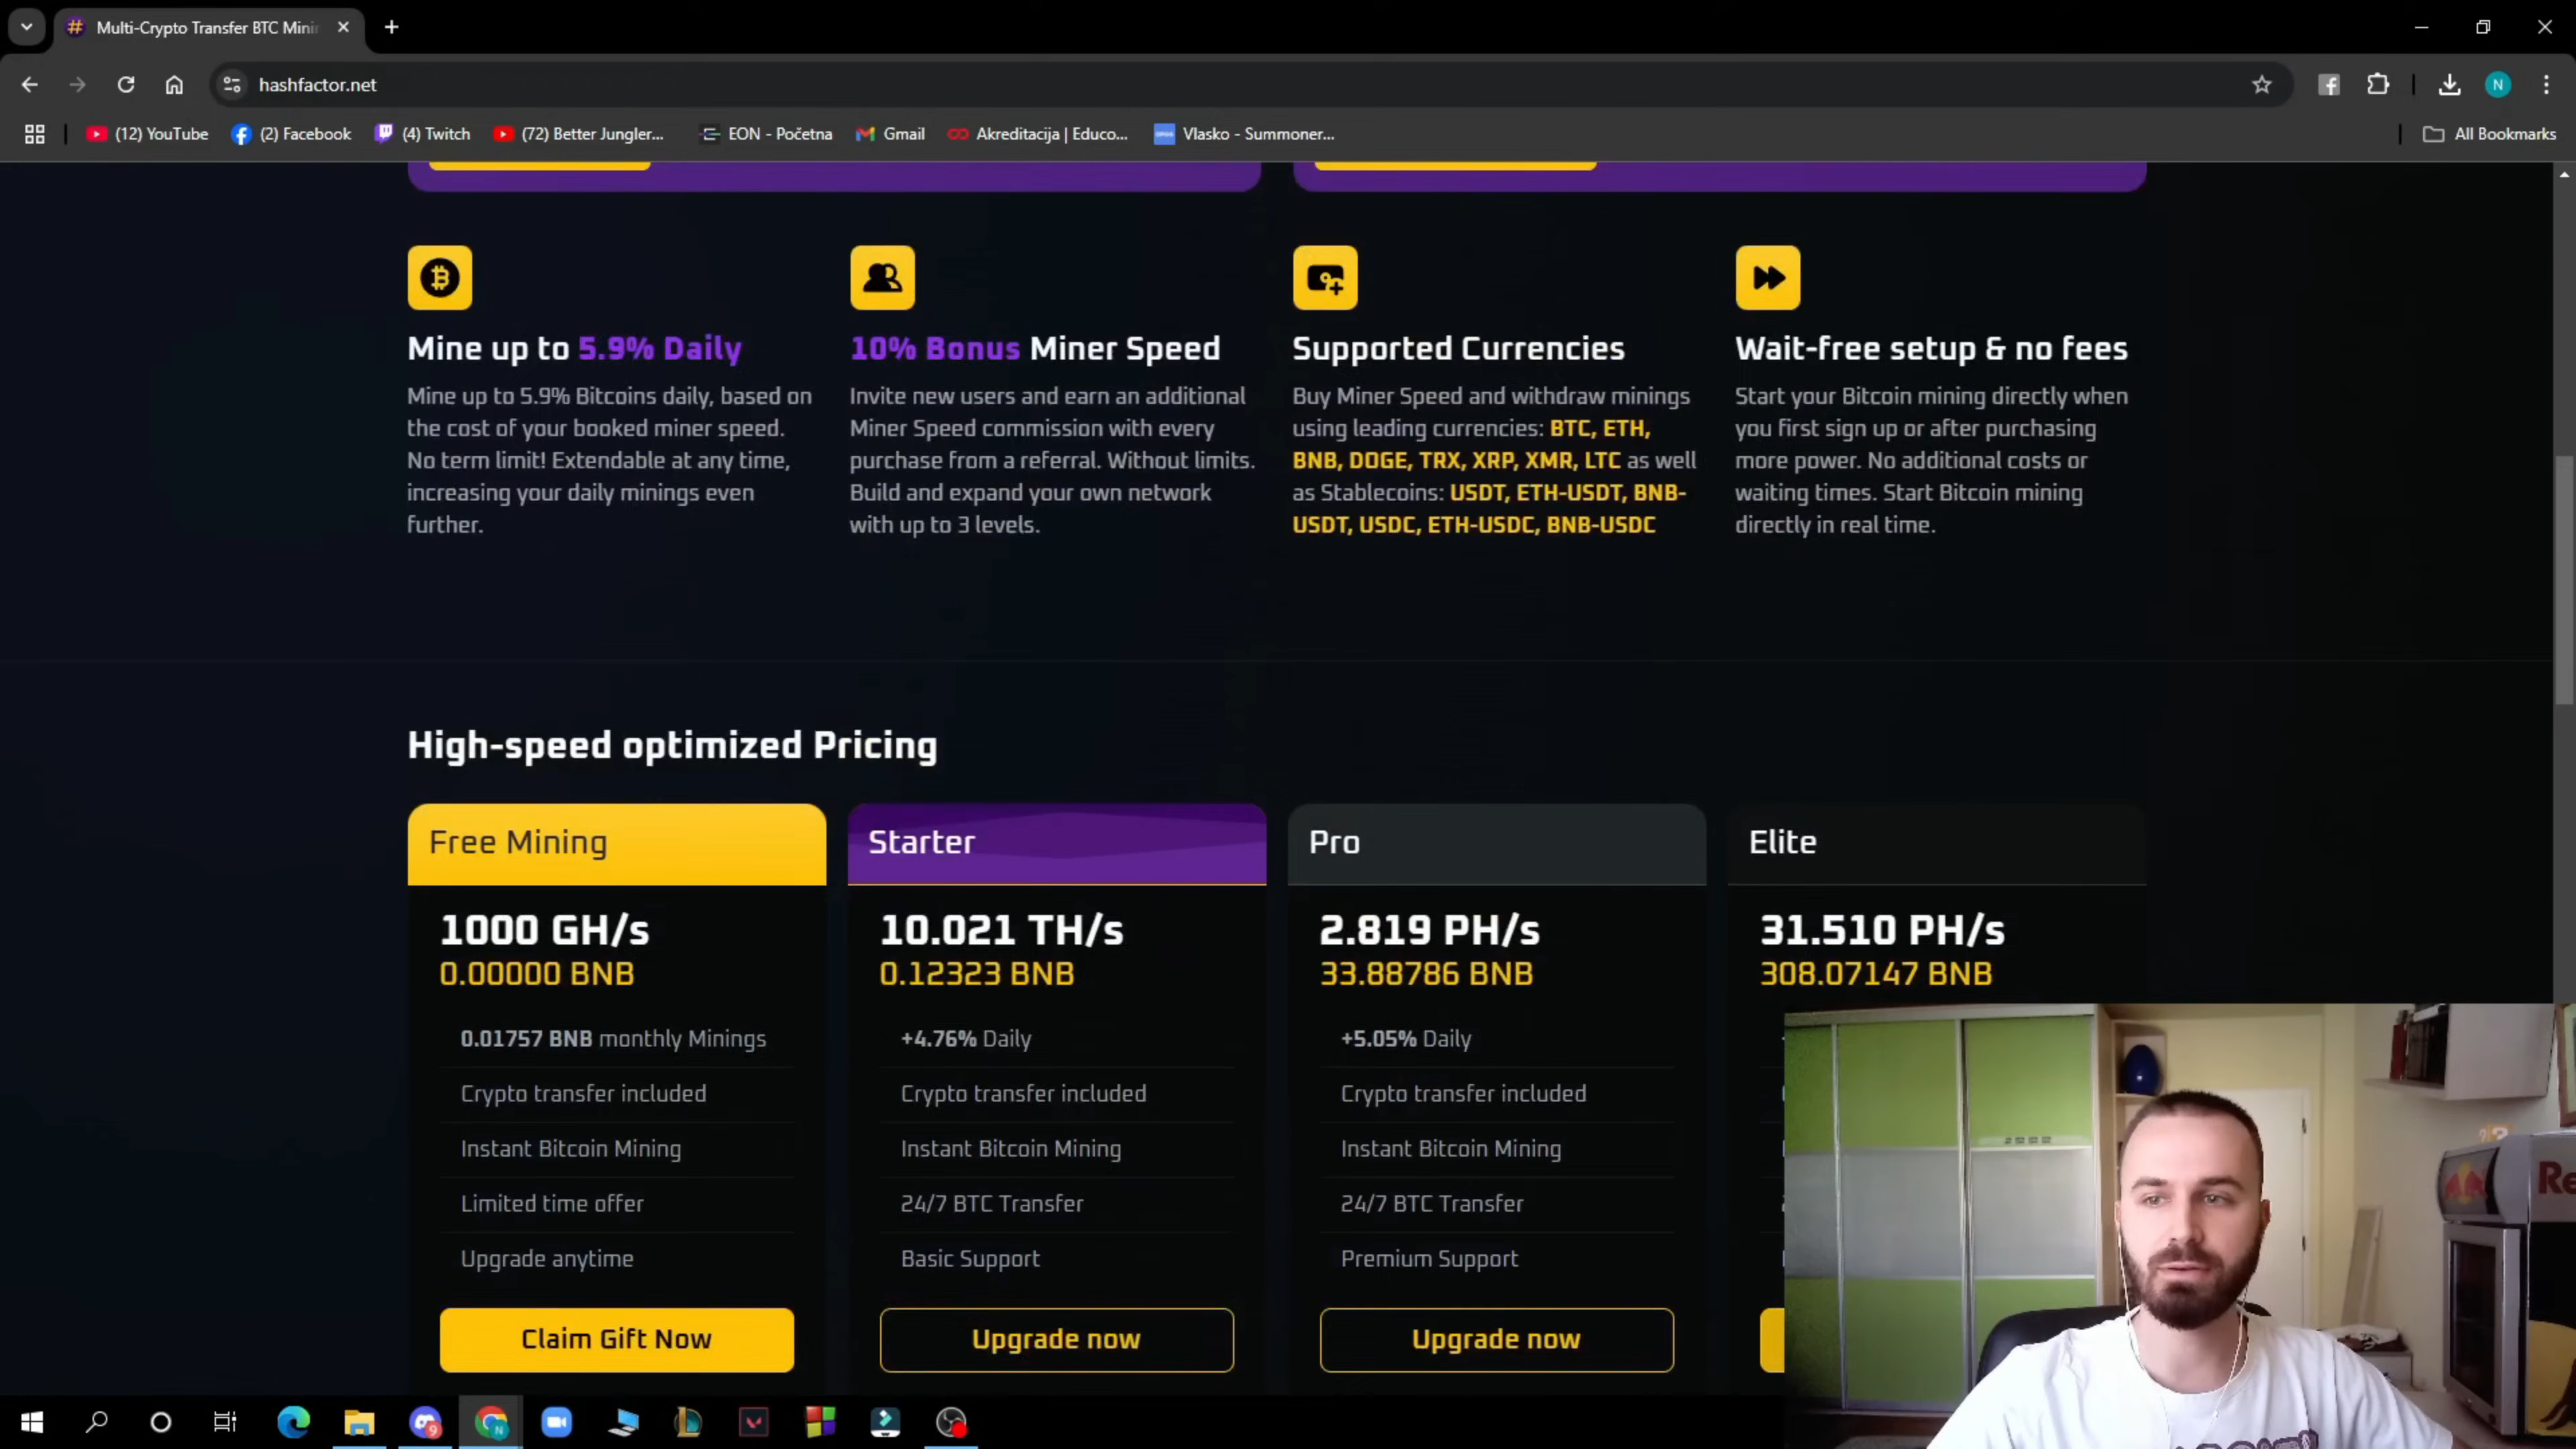 Multi-Crypto Transfer BTC Mini
hashfactor.net
(12) YouTube
(2) Facebook
(4) Twitch
(72) Better Jungler...
EON - Početna
Gmail
Akreditacija | Educo...
Vlasko - Summoner...
All Bookmarks
Mine up to 5.9% Daily
Mine up to 5.9% Bitcoins daily, based on
the cost of your booked miner speed.
No term limit! Extendable at any time,
increasing your daily minings even
further.
10% Bonus Miner Speed
Invite new users and earn an additional
Miner Speed commission with every
purchase from a referral. Without limits.
Build and expand your own network
with up to 3 levels.
Supported Currencies
Buy Miner Speed and withdraw minings
using leading currencies: BTC, ETH,
BNB, DOGE, TRX, XRP, XMR, LTC as well
as Stablecoins: USDT, ETH-USDT, BNB-
USDT, USDC, ETH-USDC, BNB-USDC
Wait-free setup & no fees
Start your Bitcoin mining directly when
you first sign up or after purchasing
more power. No additional costs or
waiting times. Start Bitcoin mining
directly in real time.
High-speed optimized Pricing
Free Mining
1000 GH/s
0.00000 BNB
0.01757 BNB monthly Minings
Crypto transfer included
Instant Bitcoin Mining
Limited time offer
Upgrade anytime
Claim Gift Now
Starter
10.021 TH/s
0.12323 BNB
+4.76% Daily
Crypto transfer included
Instant Bitcoin Mining
24/7 BTC Transfer
Basic Support
Upgrade now
Pro
2.819 PH/s
33.88786 BNB
+5.05% Daily
Crypto transfer included
Instant Bitcoin Mining
24/7 BTC Transfer
Premium Support
Upgrade now
Elite
31.510 PH/s
308.07147 BNB
N
9
N